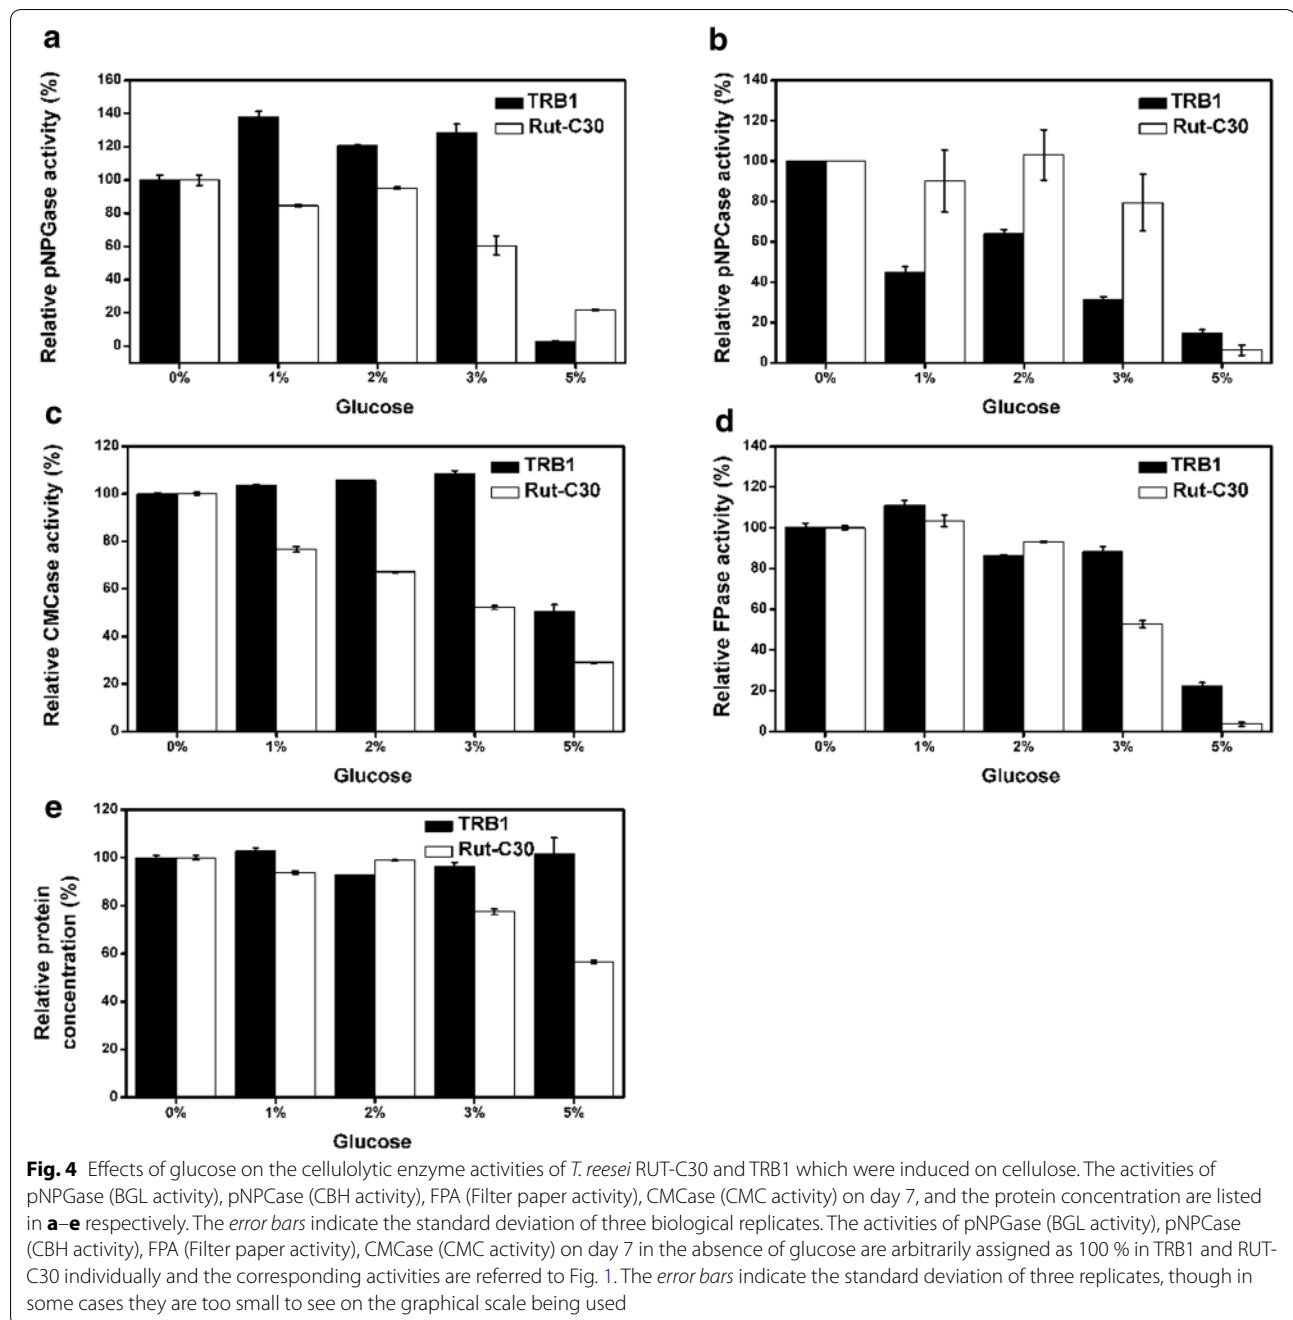 a
Relative pNPGase activity (%)
160
140
120
100
80
60
40
20
0
TRB1
Rut-C30
0% 1% 2% 3% 5%
Glucose
b
Relative pNPCase activity (%)
140
120
100
80
60
40
20
0
TRB1
Rut-C30
0% 1% 2% 3% 5%
Glucose
c
Relative CMCase activity (%)
120
100
80
60
40
20
0
TRB1
Rut-C30
0% 1% 2% 3% 5%
Glucose
d
Relative FPase activity (%)
140
120
100
80
60
40
20
0
TRB1
Rut-C30
0% 1% 2% 3% 5%
Glucose
e
Relative protein
concentration (%)
120
100
80
60
40
20
0
TRB1
Rut-C30
0% 1% 2% 3% 5%
Glucose
Fig. 4 Effects of glucose on the cellulolytic enzyme activities of T. reesei RUT-C30 and TRB1 which were induced on cellulose. The activities of
pNPGase (BGL activity), pNPCase (CBH activity), FPA (Filter paper activity), CMCase (CMC activity) on day 7, and the protein concentration are listed
in a–e respectively. The error bars indicate the standard deviation of three biological replicates. The activities of pNPGase (BGL activity), pNPCase
(CBH activity), FPA (Filter paper activity), CMCase (CMC activity) on day 7 in the absence of glucose are arbitrarily assigned as 100 % in TRB1 and RUT-
C30 individually and the corresponding activities are referred to Fig. 1. The error bars indicate the standard deviation of three replicates, though in
some cases they are too small to see on the graphical scale being used